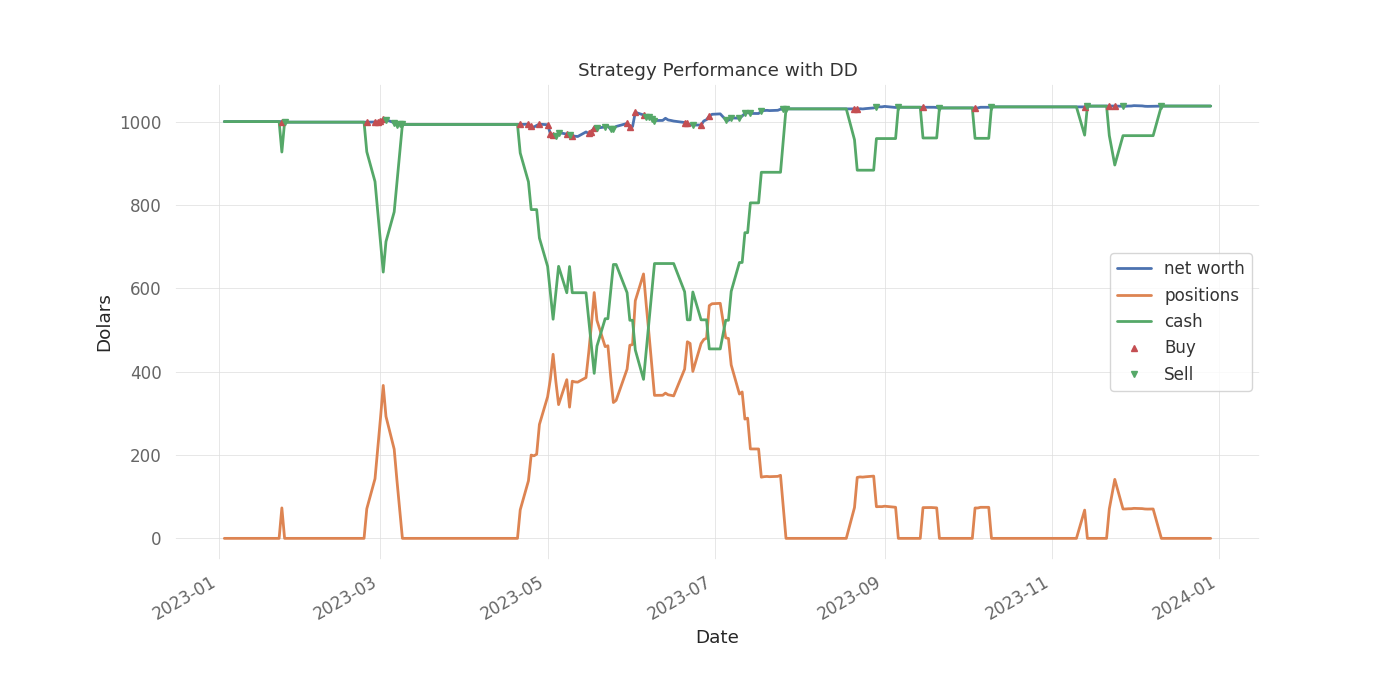 Strategy Performance with DD
Dolars
1000
800
600
400
200
0
net worth
positions
cash
Buy
Sell
2023-01
2023-03
2023-05
2023-07
2023-09
2023-11
2024-01
Date